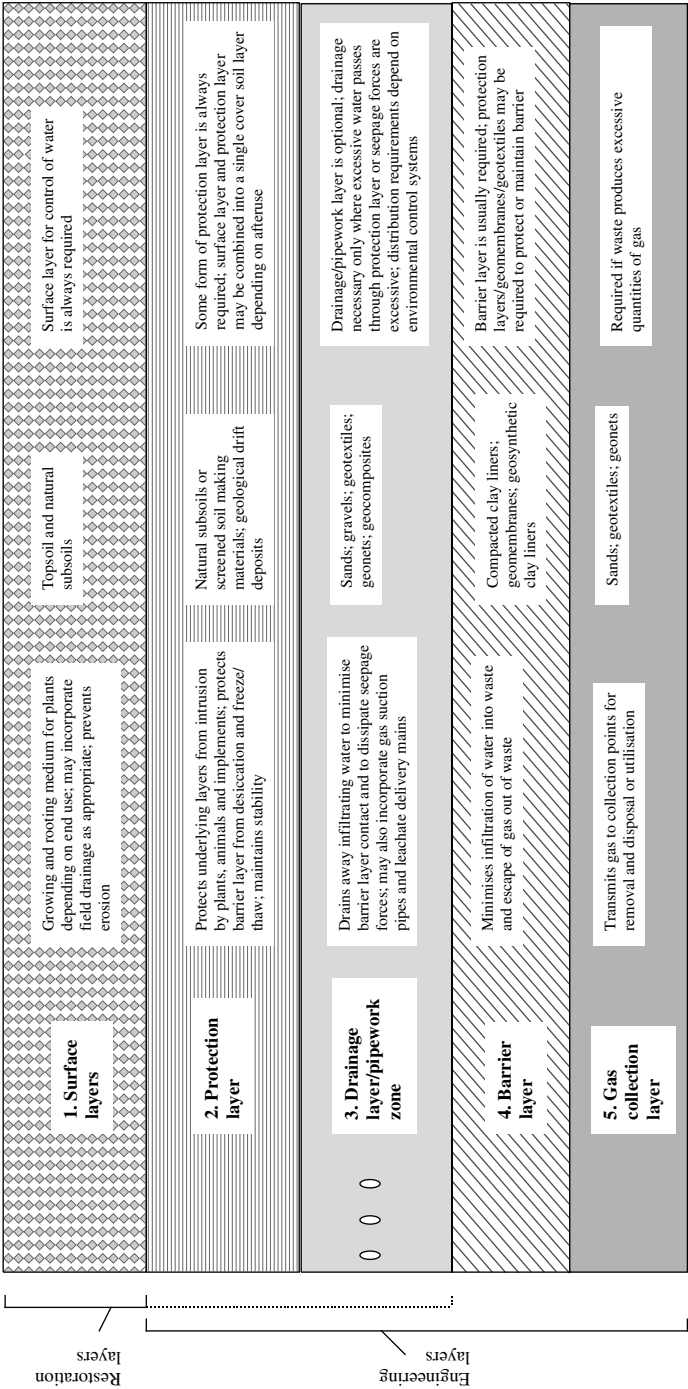 Restoration
layers
Engineering
layers
1. Surface
layers
Growing and rooting medium for plants
depending on end use; may incorporate
field drainage as appropriate; prevents
erosion
Topsoil and natural
subsoils
Surface layer for control of water
is always required
2. Protection
layer
Protects underlying layers from intrusion
by plants, animals and implements; protects
barrier layer from desiccation and freeze/
thaw; maintains stability
Natural subsoils or
screened soil making
materials; geological drift
deposits
Some form of protection layer is always
required; surface layer and protection layer
may be combined into a single cover soil layer
depending on afteruse
3. Drainage
layer/pipework
zone
Drains away infiltrating water to minimise
barrier layer contact and to dissipate seepage
forces; may also incorporate gas suction
pipes and leachate delivery mains
Sands; gravels; geotextiles;
geonets; geocomposites
Drainage/pipework layer is optional; drainage
necessary only where excessive water passes
through protection layer or seepage forces are
excessive; distribution requirements depend on
environmental control systems
4. Barrier
layer
Minimises infiltration of water into waste
and escape of gas out of waste
Compacted clay liners;
geomembranes; geosynthetic
clay liners
Barrier layer is usually required; protection
layers/geomembranes/geotextiles may be
required to protect or maintain barrier
5. Gas
collection
layer
Transmits gas to collection points for
removal and disposal or utilisation
Sands; geotextiles; geonets
Required if waste produces excessive
quantities of gas